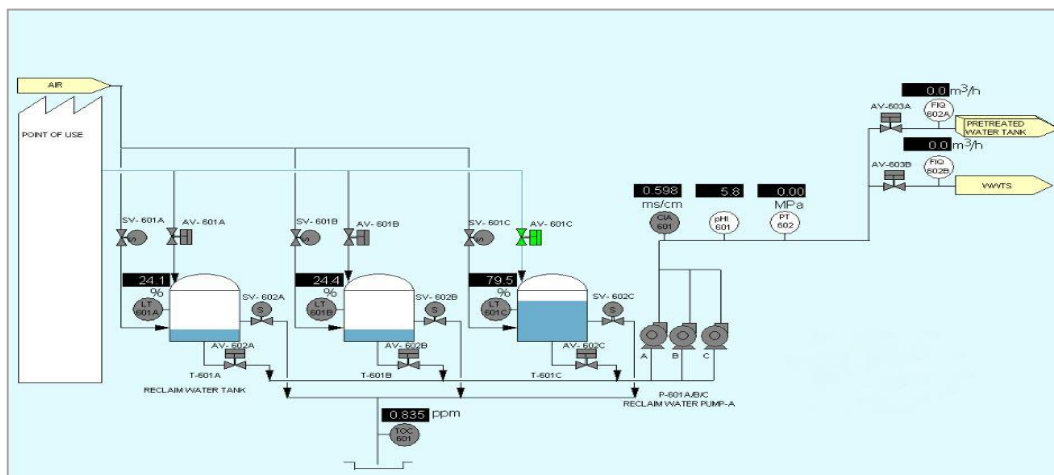 AIR
POINT OF USE
0.0 m³/h
AV-603A
FIQ
602A
PRETREATED
WATER TANK
0.0 m³/h
AV-603B
FIQ
602B
WWTS
0.598
ms/cm
5.8
0.00
MPa
CIA
601
pHI
601
PT
602
SV-601A
AV-601A
SV-601B
AV-601B
SV-601C
AV-601C
24.1
%
LT
601A
SV-602A
S
24.4
%
LT
601B
SV-602B
S
79.5
%
LT
601C
SV-602C
S
AV-602A
AV-602B
AV-602C
A
B
C
T-601A
T-601B
T-601C
RECLAIM WATER TANK
P-601A/B/C
RECLAIM WATER PUMP-A
0.835 ppm
TOC
601